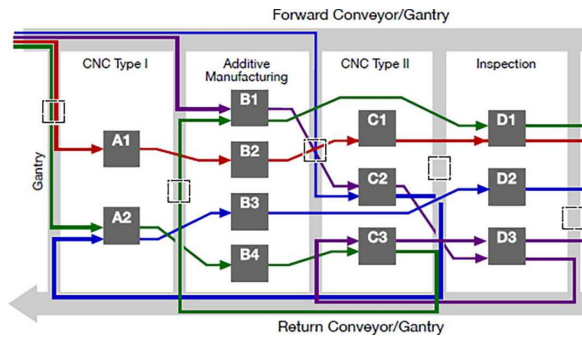 Forward Conveyor/Gantry
CNC Type I
Additive
Manufacturing
CNC Type II
Inspection
Gantry
A1
A2
B1
B2
B3
B4
C1
C2
C3
D1
D2
D3
Return Conveyor/Gantry